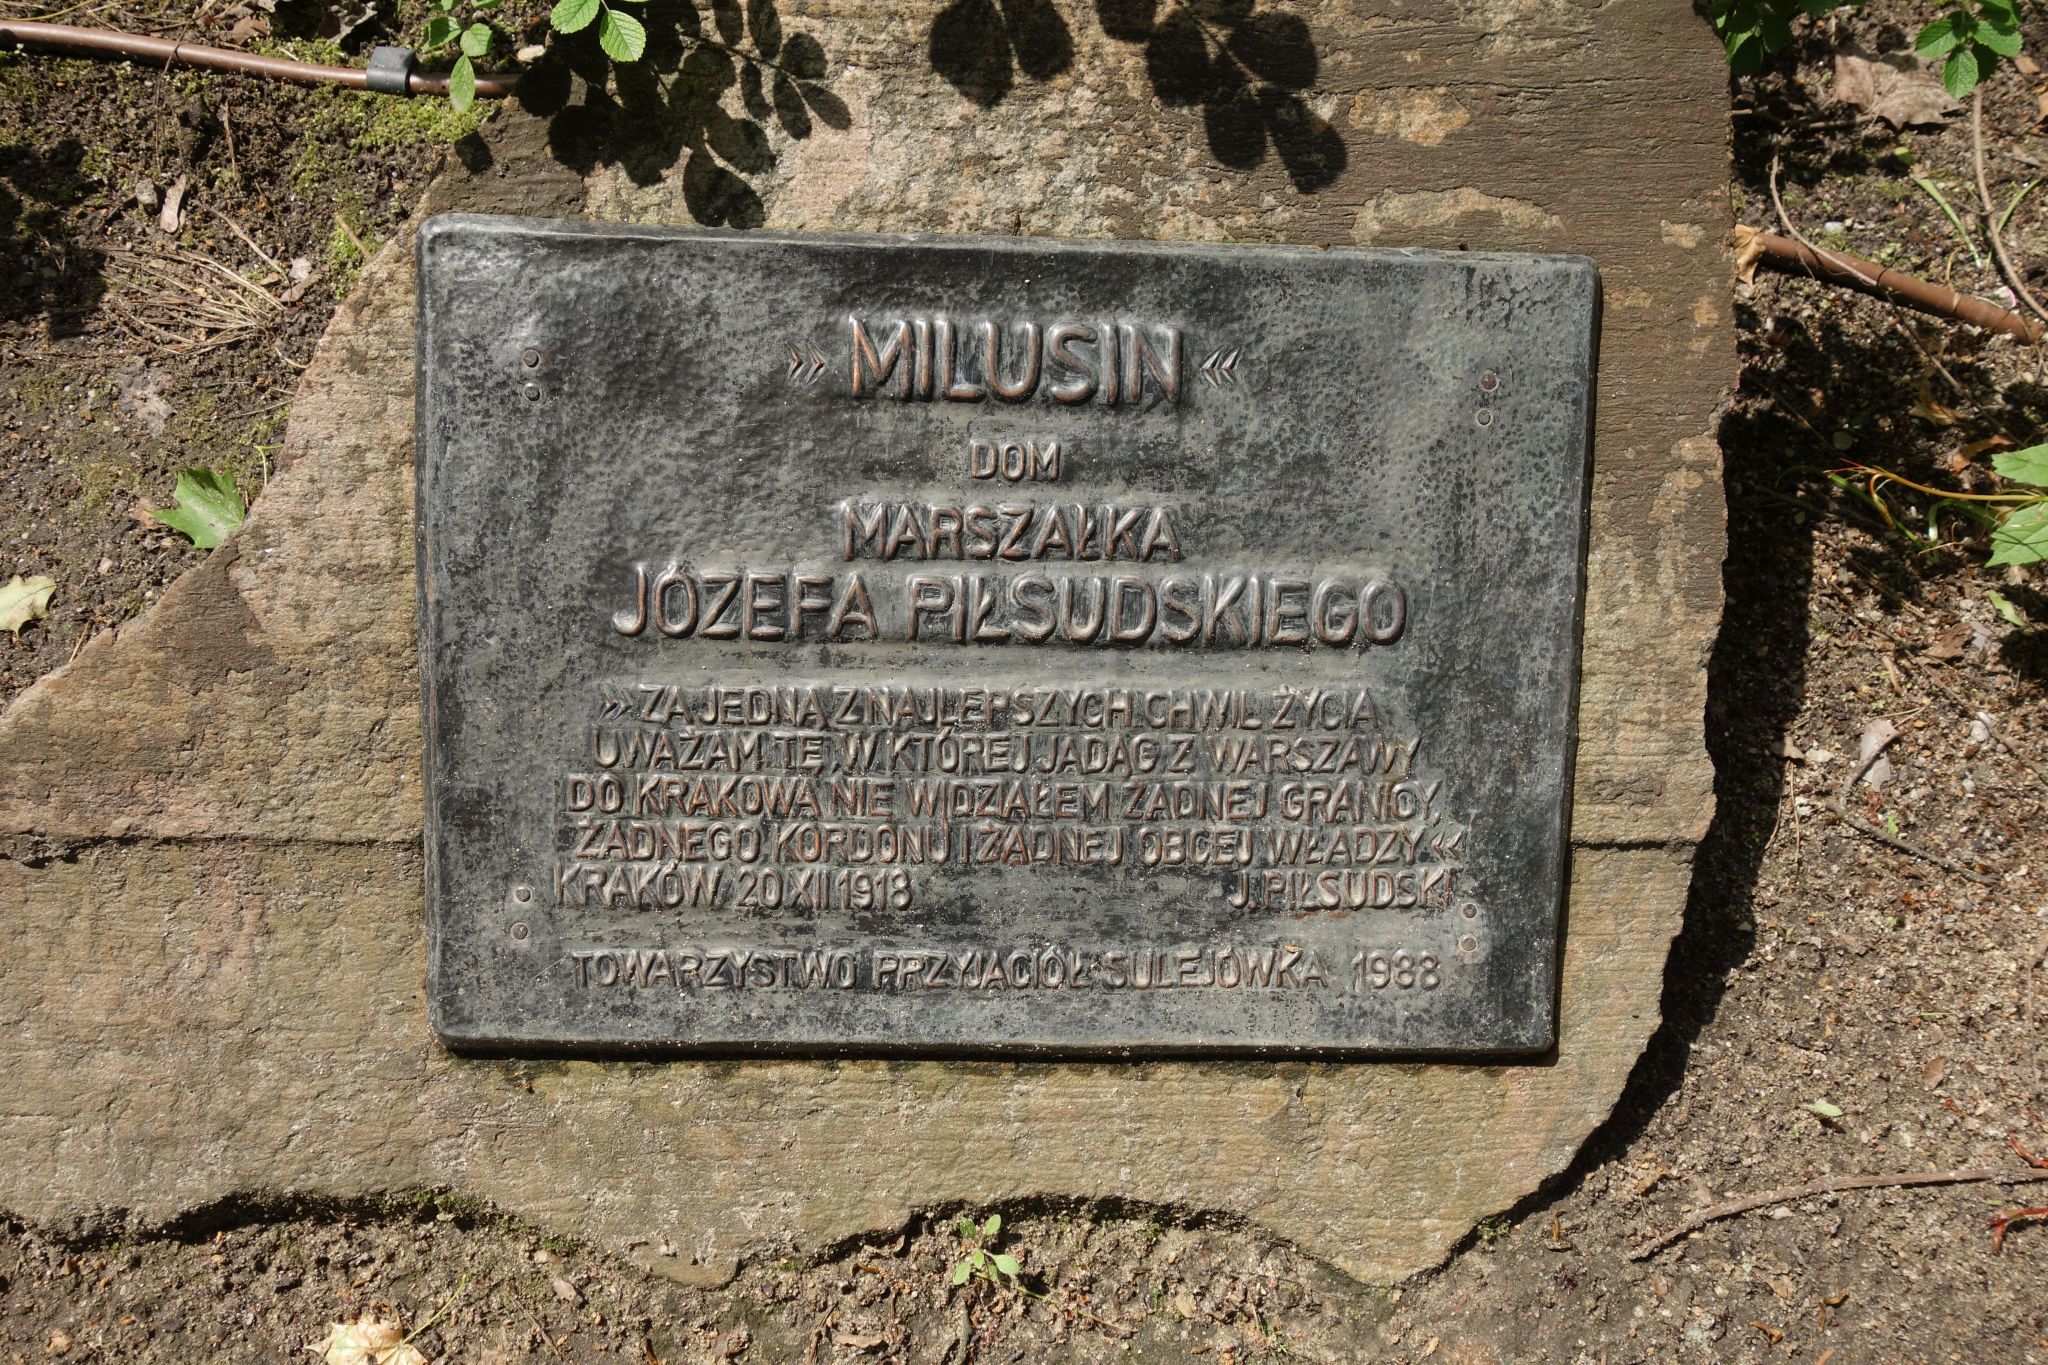 »MILUSIN«
DOM
MARSZAŁKA
JÓZEFA PIŁSUDSKIEGO
»ZA JEDNĄ Z NAJLEPSZYCH CHWIL ŻYCIA
UWAŻAM TĘ, W KTÓREJ JADĄC Z WARSZAWY
DO KRAKOWA NIE WIDZIAŁEM ŻADNEJ GRANICY,
ŻADNEGO KORDONU I ŻADNEJ OBCEJ WŁADZY«
KRAKÓW 20 XII 1918 J. PIŁSUDSKI
TOWARZYSTWO PRZYJACIÓŁ SULEJÓWKA 1988